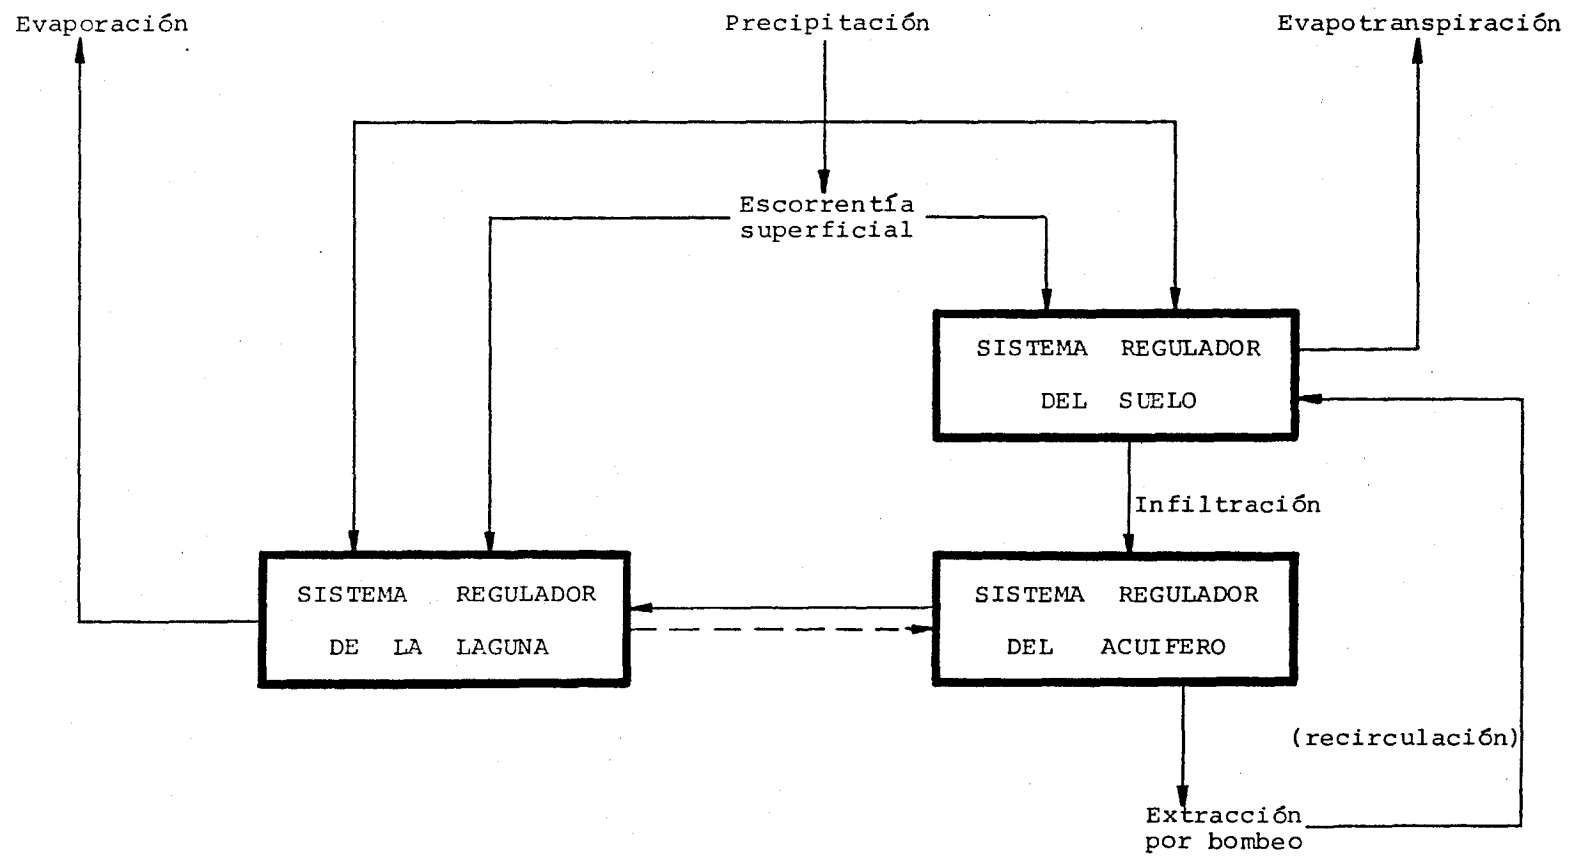 Evaporación
Precipitación
Evapotranspiración
Escorrentía
superficial
SISTEMA REGULADOR
DEL SUELO
Infiltración
SISTEMA REGULADOR
DE LA LAGUNA
SISTEMA REGULADOR
DEL ACUIFERO
(recirculación)
Extracción
por bombeo